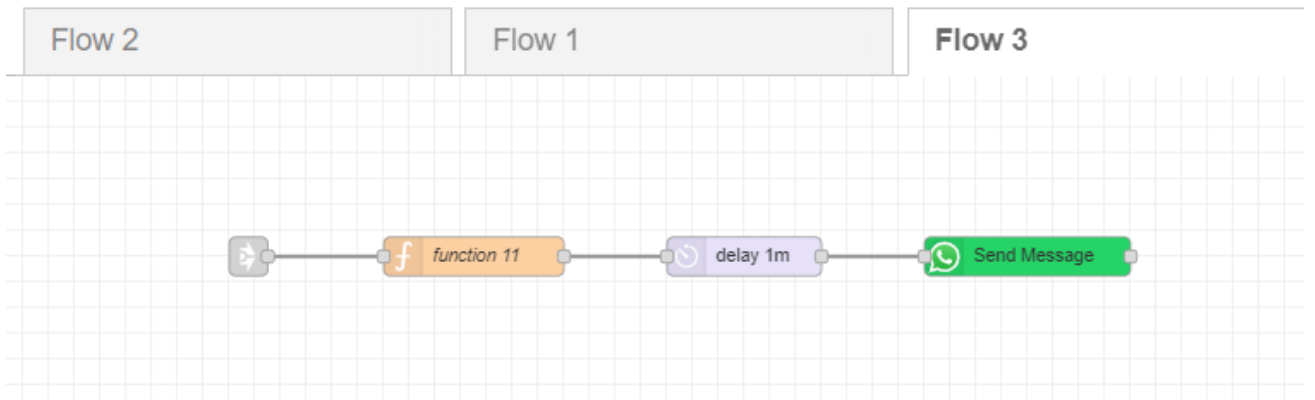 Flow 2
Flow 1
Flow 3
function 11
delay 1m
Send Message